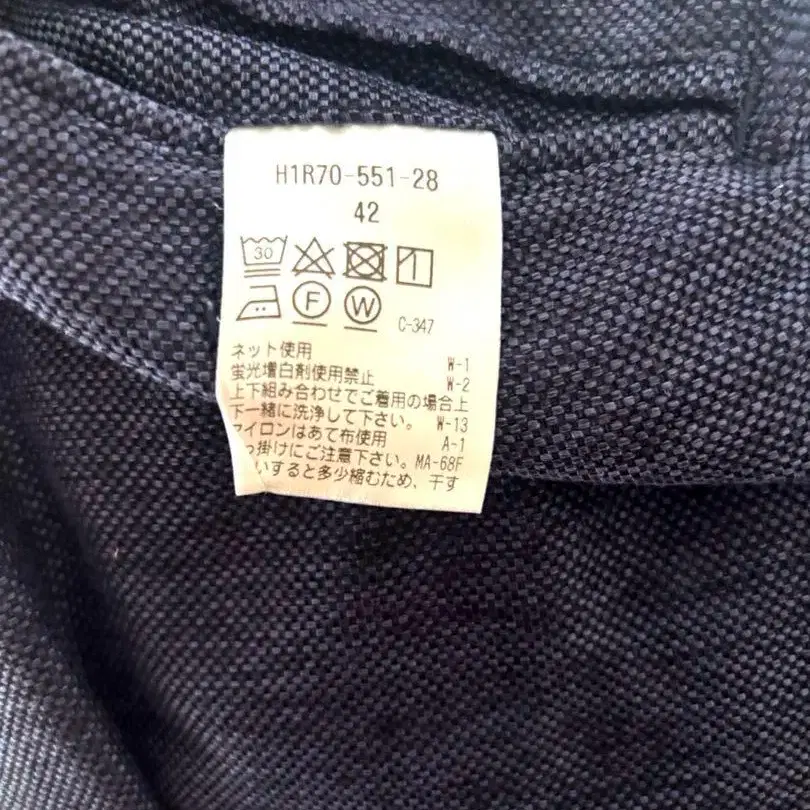 H1R70-551-28
42
30
F W C-347
ネット使用 W-1
蛍光増白剤使用禁止 W-2
上下組み合わせでご着用の場合上
下一緒に洗浄して下さい。 W-13
アイロンはあて布使用 A-1
っ掛けにご注意下さい。MA-68F
いすると多少縮むため、干す